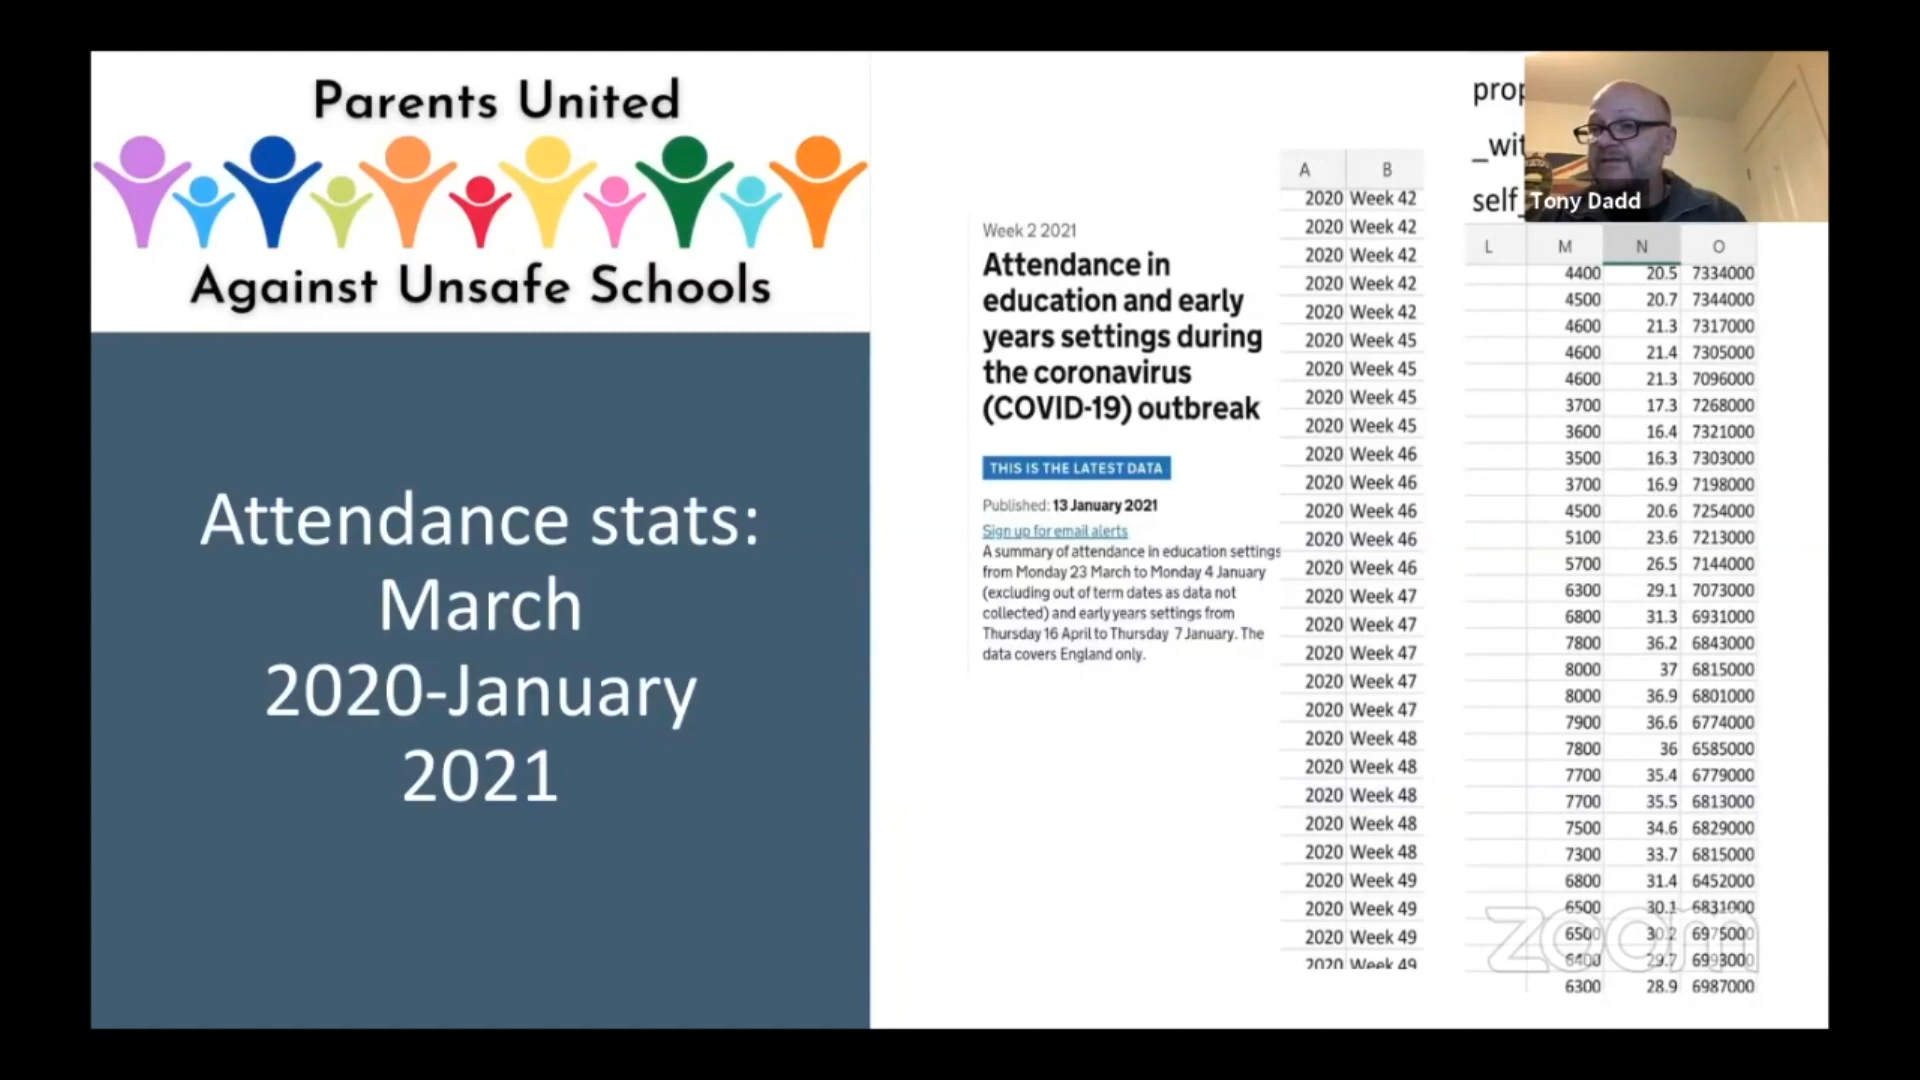 Parents United
Against Unsafe Schools
Attendance stats:
March
2020-January
2021
Week 2 2021
Attendance in
education and early
years settings during
the coronavirus
(COVID-19) outbreak
THIS IS THE LATEST DATA
Published: 13 January 2021
Sign up for email alerts
A summary of attendance in education settings
from Monday 23 March to Monday 4 January
(excluding out of term dates as data not
collected) and early years settings from
Thursday 16 April to Thursday 7 January. The
data covers England only.
A B
2020 Week 42
2020 Week 42
2020 Week 42
2020 Week 42
2020 Week 42
2020 Week 45
2020 Week 45
2020 Week 45
2020 Week 45
2020 Week 46
2020 Week 46
2020 Week 46
2020 Week 46
2020 Week 46
2020 Week 47
2020 Week 47
2020 Week 47
2020 Week 47
2020 Week 47
2020 Week 48
2020 Week 48
2020 Week 48
2020 Week 48
2020 Week 48
2020 Week 49
2020 Week 49
2020 Week 49
2020 Week 49
prop
_wit
self_
Tony Dadd
L M N O
4400 20.5 7334000
4500 20.7 7344000
4600 21.3 7317000
4600 21.4 7305000
4600 21.3 7096000
3700 17.3 7268000
3600 16.4 7321000
3500 16.3 7303000
3700 16.9 7198000
4500 20.6 7254000
5100 23.6 7213000
5700 26.5 7144000
6300 29.1 7073000
6800 31.3 6931000
7800 36.2 6843000
8000 37 6815000
8000 36.9 6801000
7900 36.6 6774000
7800 36 6585000
7700 35.4 6779000
7700 35.5 6813000
7500 34.6 6829000
7300 33.7 6815000
6800 31.4 6452000
6500 30.1 6831000
6500 30.2 6975000
6400 29.7 6993000
6300 28.9 6987000
zoom